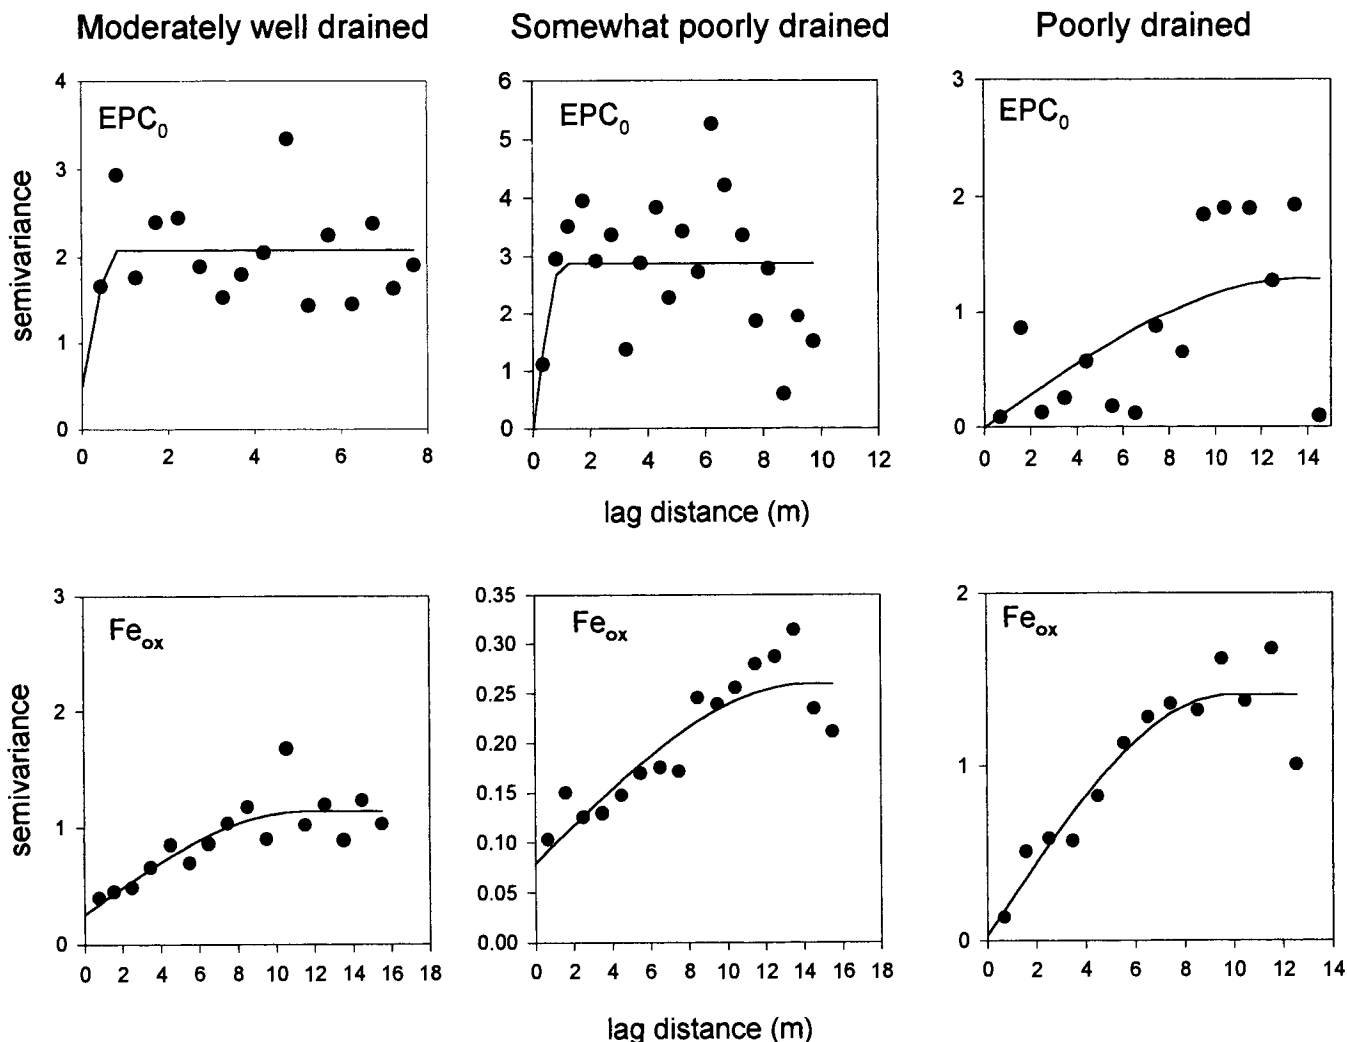 Moderately well drained
Somewhat poorly drained
Poorly drained
semivariance
4
3
2
1
0
EPC0
0 2 4 6 8
6
5
4
3
2
1
0
EPC0
0 2 4 6 8 10 12
3
2
1
0
EPC0
0 2 4 6 8 10 12 14
lag distance (m)
semivariance
3
2
1
0
Feox
0 2 4 6 8 10 12 14 16 18
0.35
0.30
0.25
0.20
0.15
0.10
0.05
0.00
Feox
0 2 4 6 8 10 12 14 16 18
2
1
0
Feox
0 2 4 6 8 10 12 14
lag distance (m)